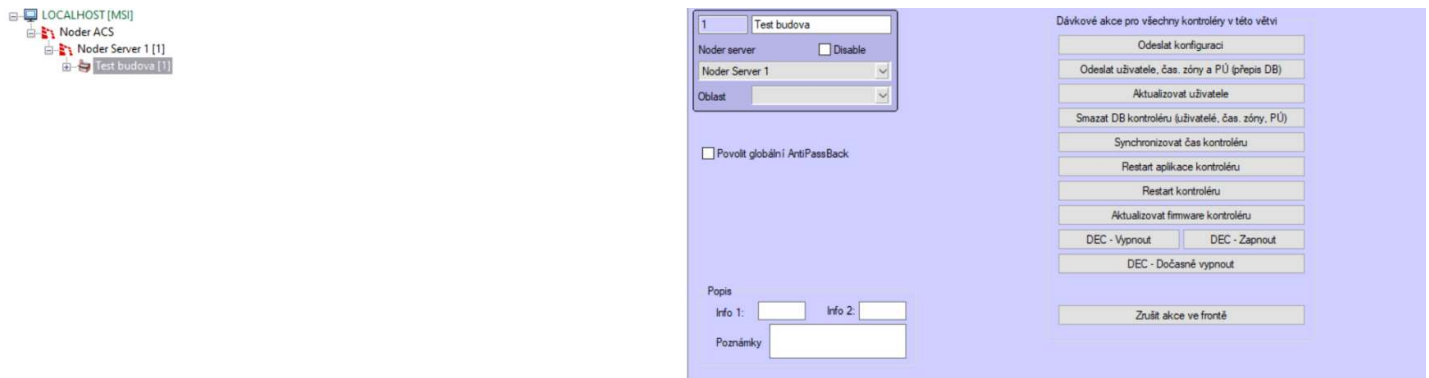 LOCALHOST [MSI]
Noder ACS
Noder Server 1 [1]
Test budova [1]
1 Test budova
Noder server Disable
Noder Server 1
Oblast
Povolit globální AntiPassBack
Popis
Info 1: Info 2:
Poznámky
Dávkové akce pro všechny kontroléry v této větvi
Odeslat konfiguraci
Odeslat uživatele, čas. zóny a PÚ (přepis DB)
Aktualizovat uživatele
Smazat DB kontroléru (uživatelé, čas. zóny, PÚ)
Synchronizovat čas kontroléru
Restart aplikace kontroléru
Restart kontroléru
Aktualizovat firmware kontroléru
DEC - Vypnout DEC - Zapnout
DEC - Dočasně vypnout
Zrušit akce ve frontě